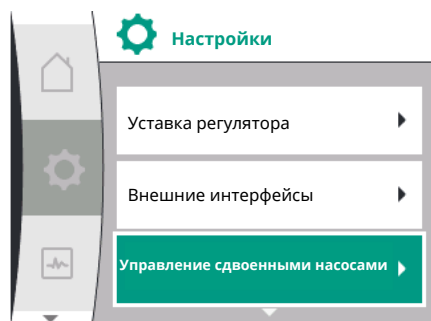 Настройки
Уставка регулятора
Внешние интерфейсы
Управление сдвоенными насосами